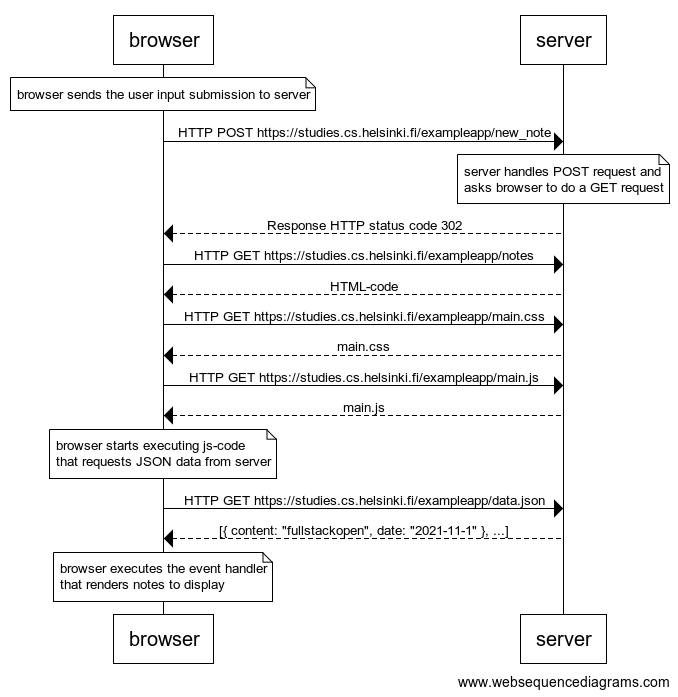 browser
server
browser sends the user input submission to server
HTTP POST https://studies.cs.helsinki.fi/exampleapp/new_note
server handles POST request and
asks browser to do a GET request
Response HTTP status code 302
HTTP GET https://studies.cs.helsinki.fi/exampleapp/notes
HTML-code
HTTP GET https://studies.cs.helsinki.fi/exampleapp/main.css
main.css
HTTP GET https://studies.cs.helsinki.fi/exampleapp/main.js
main.js
browser starts executing js-code
that requests JSON data from server
HTTP GET https://studies.cs.helsinki.fi/exampleapp/data.json
[{ content: "fullstackopen", date: "2021-11-1" }, ...]
browser executes the event handler
that renders notes to display
browser
server
www.websequencediagrams.com